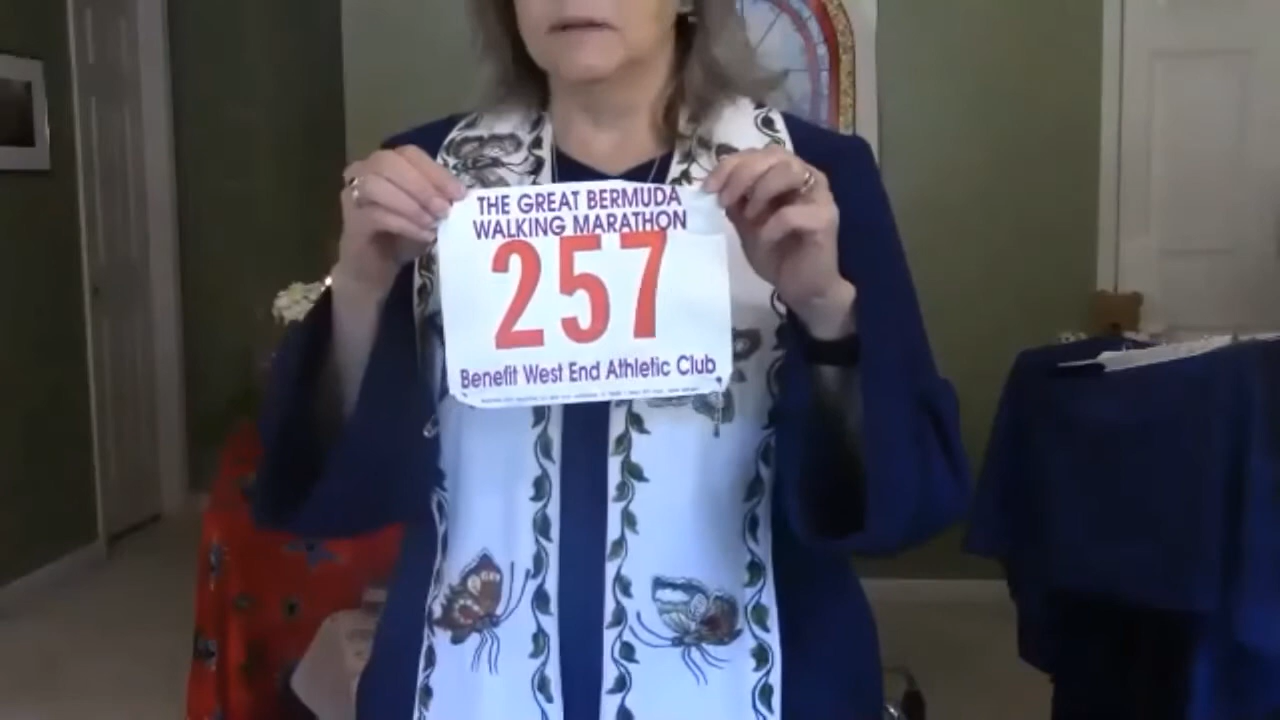 THE GREAT BERMUDA
WALKING MARATHON
257
Benefit West End Athletic Club